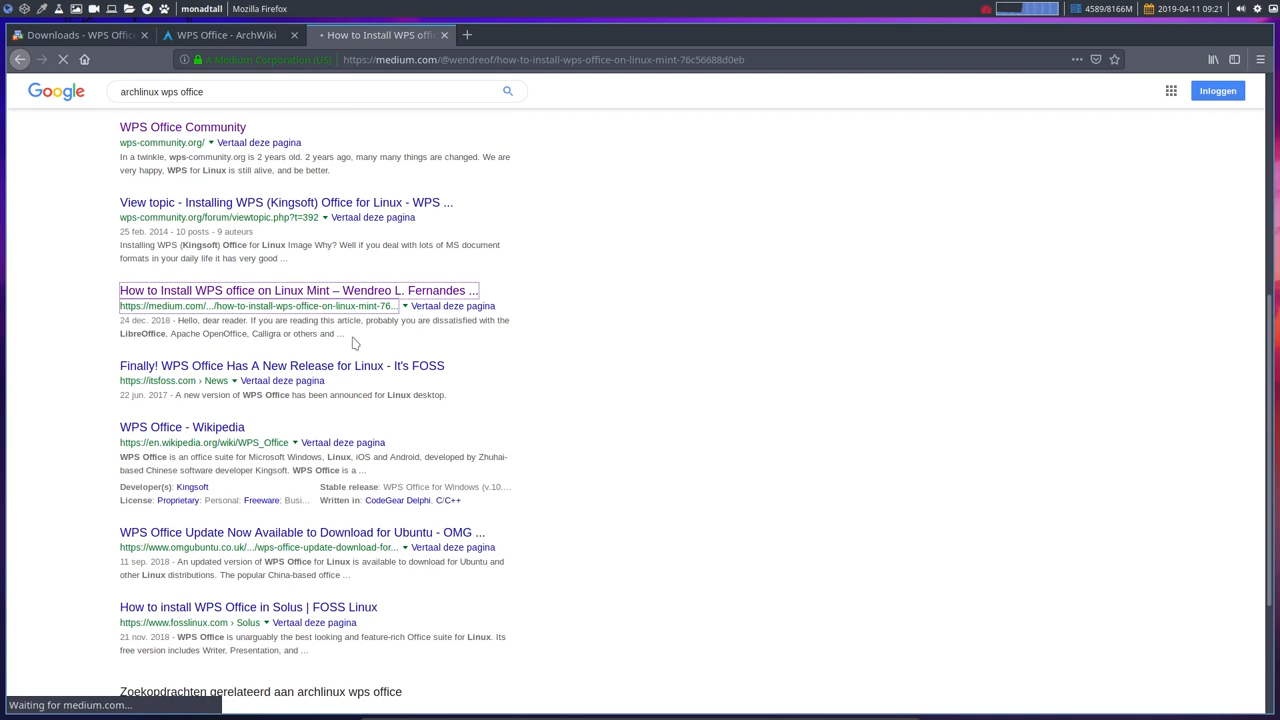 monadtall Mozilla Firefox 4589/8166M 2019-04-11 09:21
Downloads - WPS Offic WPS Office - ArchWiki How to Install WPS offi
A Medium Corporation (US) https://medium.com/@wendreof/how-to-install-wps-office-on-linux-mint-76c56688d0eb
Google archlinux wps office Inloggen
WPS Office Community
wps-community.org/ Vertaal deze pagina
In a twinkle, wps-community.org is 2 years old. 2 years ago, many many things are changed. We are
very happy, WPS for Linux is still alive, and be better.
View topic - Installing WPS (Kingsoft) Office for Linux - WPS ...
wps-community.org/forum/viewtopic.php?t=392 Vertaal deze pagina
25 feb. 2014 - 10 posts - 9 auteurs
Installing WPS (Kingsoft) Office for Linux Image Why? Well if you deal with lots of MS document
formats in your daily life it has very good ...
How to Install WPS office on Linux Mint – Wendreo L. Fernandes ...
https://medium.com/.../how-to-install-wps-office-on-linux-mint-76... Vertaal deze pagina
24 dec. 2018 - Hello, dear reader. If you are reading this article, probably you are dissatisfied with the
LibreOffice, Apache OpenOffice, Calligra or others and ...
Finally! WPS Office Has A New Release for Linux - It's FOSS
https://itsfoss.com › News Vertaal deze pagina
22 jun. 2017 - A new version of WPS Office has been announced for Linux desktop.
WPS Office - Wikipedia
https://en.wikipedia.org/wiki/WPS_Office Vertaal deze pagina
WPS Office is an office suite for Microsoft Windows, Linux, iOS and Android, developed by Zhuhai-
based Chinese software developer Kingsoft. WPS Office is a ...
Developer(s): Kingsoft Stable release: WPS Office for Windows (v.10....
License: Proprietary: Personal: Freeware; Busi... Written in: CodeGear Delphi, C/C++
WPS Office Update Now Available to Download for Ubuntu - OMG ...
https://www.omgubuntu.co.uk/.../wps-office-update-download-for... Vertaal deze pagina
11 sep. 2018 - An updated version of WPS Office for Linux is available to download for Ubuntu and
other Linux distributions. The popular China-based office ...
How to install WPS Office in Solus | FOSS Linux
https://www.fosslinux.com › Solus Vertaal deze pagina
21 nov. 2018 - WPS Office is unarguably the best looking and feature-rich Office suite for Linux. Its
free version includes Writer, Presentation, and ...
Zoekopdrachten gerelateerd aan archlinux wps office
Waiting for medium.com...